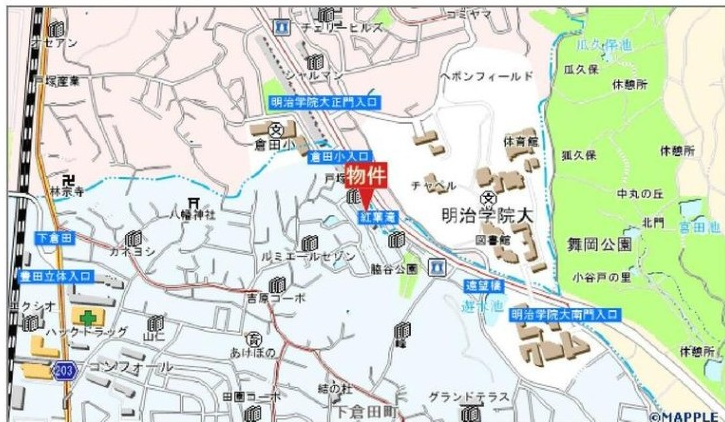 オセアン
チェリーヒルズ
コミヤマ
瓜久保池
戸塚産業
シャルマン
ヘボンフィールド
瓜久保
休憩所
明治学院大正門入口
倉田小
体育館
倉田小入口
狐久保
休憩所
林宗寺
戸塚
物件
チャペル
中丸の丘
八幡神社
紅葉滝
明治学院大
北門
宮田池
下倉田
カネヨシ
図書館
舞岡公園
ルミエールセゾン
脇谷公園
豊田立体入口
遠望橋
小谷戸の里
エクシオ
吉原コーポ
遊水池
明治学院大南門入口
ハックドラッグ
山仁
あけぼの
峰
休憩所
コンフォール
203
結の杜
田園コーポ
下倉田町
グランドテラス
©MAPPLE